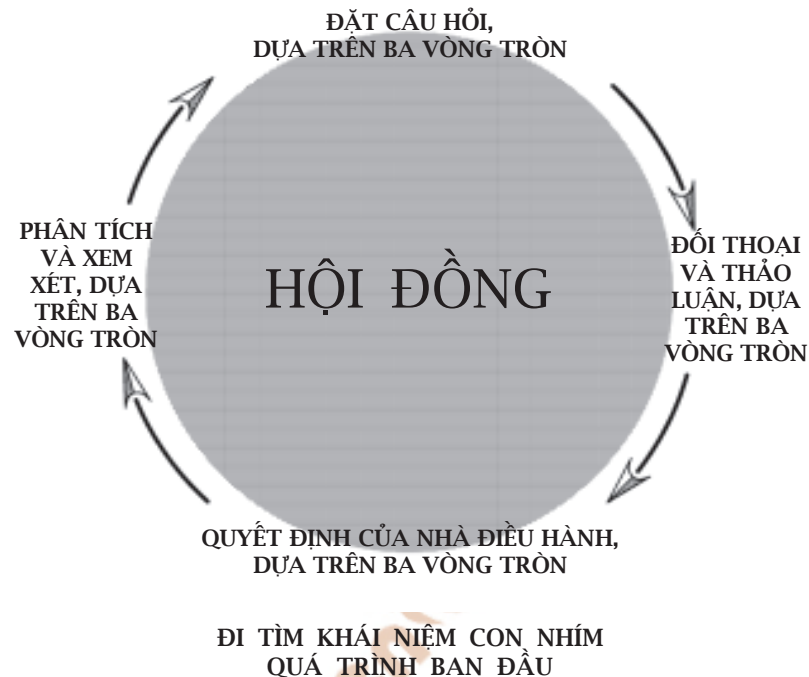 ĐẶT CÂU HỎI,
DỰA TRÊN BA VÒNG TRÒN
PHÂN TÍCH
VÀ XEM
XÉT, DỰA
TRÊN BA
VÒNG TRÒN
HỘI ĐỒNG
ĐỐI THOẠI
VÀ THẢO
LUẬN, DỰA
TRÊN BA
VÒNG TRÒN
QUYẾT ĐỊNH CỦA NHÀ ĐIỀU HÀNH,
DỰA TRÊN BA VÒNG TRÒN
ĐI TÌM KHÁI NIỆM CON NHÍM
QUÁ TRÌNH BAN ĐẦU